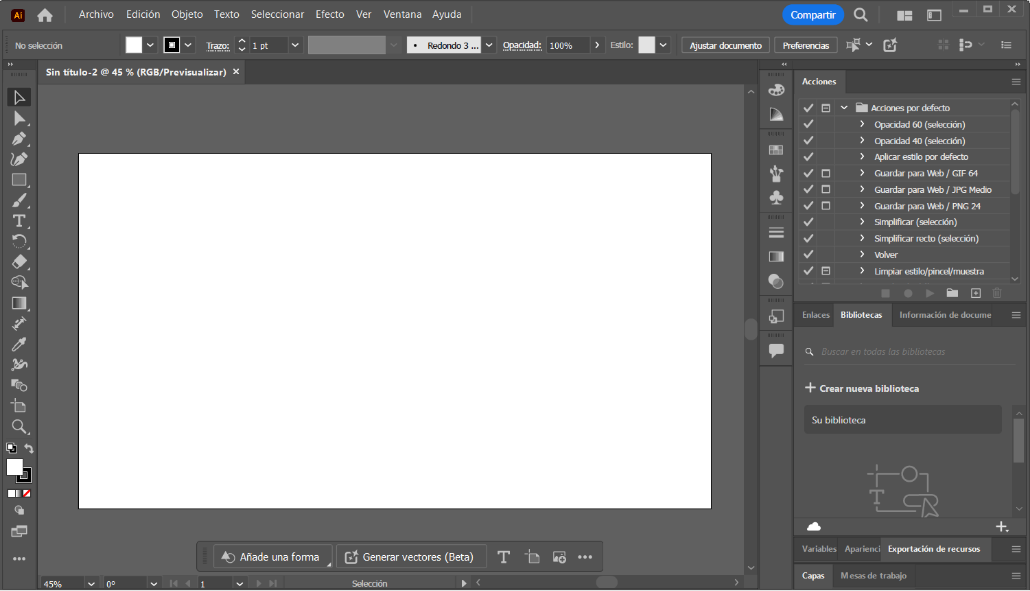 Ai Archivo Edición Objeto Texto Seleccionar Efecto Ver Ventana Ayuda Compartir
No selección Trazo: 1 pt Redondo 3 ... Opacidad: 100% Estilo: Ajustar documento Preferencias
Sin título-2 @ 45 % (RGB/Previsualizar) ×
Acciones
Acciones por defecto
Opacidad 60 (selección)
Opacidad 40 (selección)
Aplicar estilo por defecto
Guardar para Web / GIF 64
Guardar para Web / JPG Medio
Guardar para Web / PNG 24
Simplificar (selección)
Simplificar recto (selección)
Volver
Limpiar estilo/pincel/muestra
Enlaces Bibliotecas Información de docume
Buscar en todas las bibliotecas
+ Crear nueva biblioteca
Su biblioteca
Variables Aparienci Exportación de recursos
Capas Mesas de trabajo
Añade una forma Generar vectores (Beta)
45% 0° 1 Selección